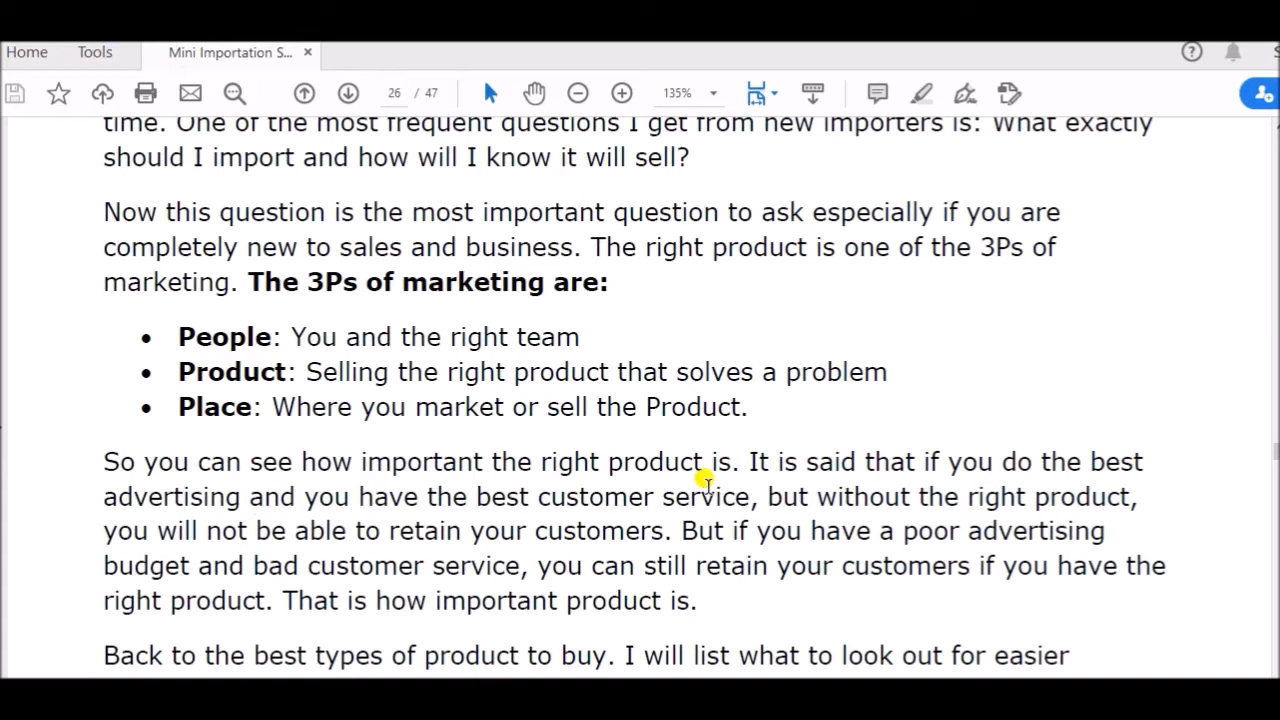 Home Tools Mini Importation S... ×
26 / 47 135%
time. One of the most frequent questions I get from new importers is: What exactly
should I import and how will I know it will sell?
Now this question is the most important question to ask especially if you are
completely new to sales and business. The right product is one of the 3Ps of
marketing. The 3Ps of marketing are:
• People: You and the right team
• Product: Selling the right product that solves a problem
• Place: Where you market or sell the Product.
So you can see how important the right product is. It is said that if you do the best
advertising and you have the best customer service, but without the right product,
you will not be able to retain your customers. But if you have a poor advertising
budget and bad customer service, you can still retain your customers if you have the
right product. That is how important product is.
Back to the best types of product to buy. I will list what to look out for easier